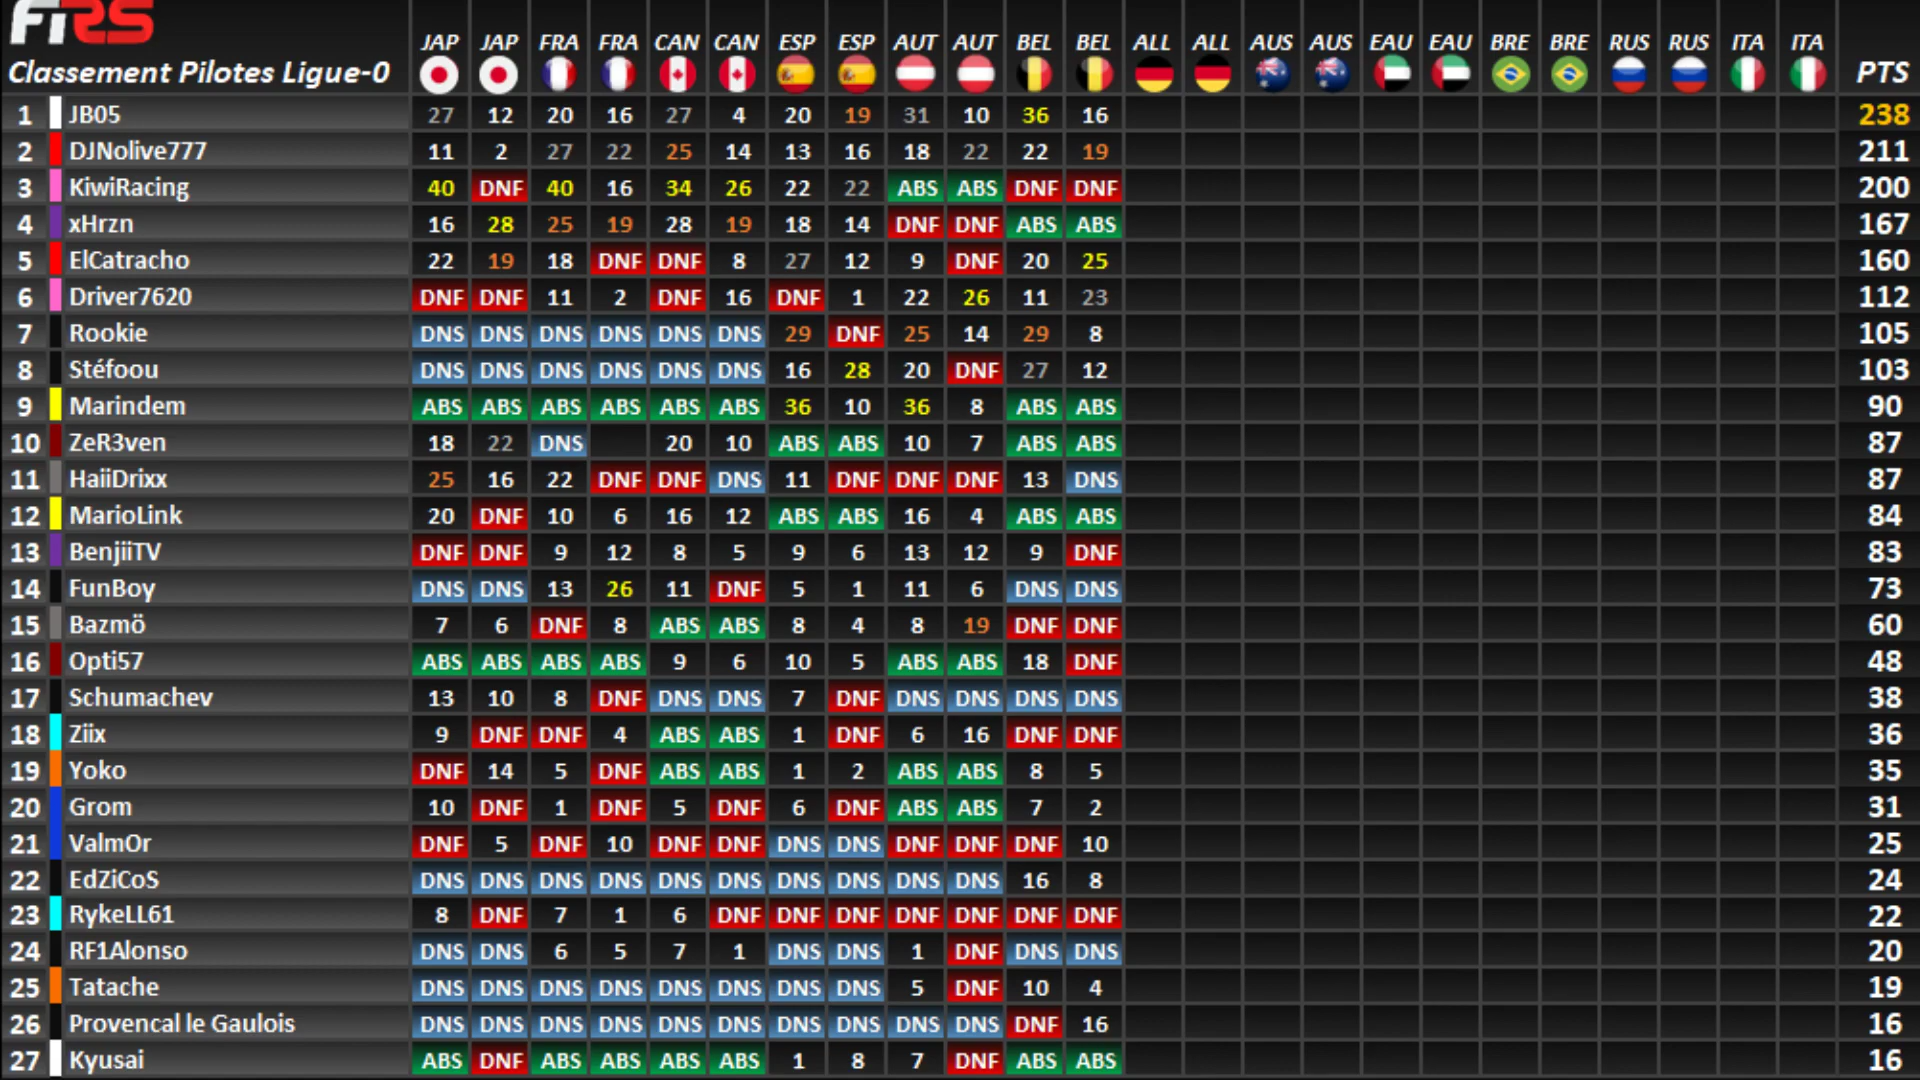 FiRS
JAP JAP FRA FRA CAN CAN ESP ESP AUT AUT BEL BEL ALL ALL AUS AUS EAU EAU BRE BRE RUS RUS ITA ITA
Classement Pilotes Ligue-0 PTS
1 JB05 27 12 20 16 27 4 20 19 31 10 36 16 238
2 DJNolive777 11 2 27 22 25 14 13 16 18 22 22 19 211
3 KiwiRacing 40 DNF 40 16 34 26 22 22 ABS ABS DNF DNF 200
4 xHrzn 16 28 25 19 28 19 18 14 DNF DNF ABS ABS 167
5 ElCatracho 22 19 18 DNF DNF 8 27 12 9 DNF 20 25 160
6 Driver7620 DNF DNF 11 2 DNF 16 DNF 1 22 26 11 23 112
7 Rookie DNS DNS DNS DNS DNS DNS 29 DNF 25 14 29 8 105
8 Stéfoou DNS DNS DNS DNS DNS DNS 16 28 20 DNF 27 12 103
9 Marindem ABS ABS ABS ABS ABS ABS 36 10 36 8 ABS ABS 90
10 ZeR3ven 18 22 DNS 20 10 ABS ABS 10 7 ABS ABS 87
11 HaiiDrixx 25 16 22 DNF DNF DNS 11 DNF DNF DNF 13 DNS 87
12 MarioLink 20 DNF 10 6 16 12 ABS ABS 16 4 ABS ABS 84
13 BenjiiTV DNF DNF 9 12 8 5 9 6 13 12 9 DNF 83
14 FunBoy DNS DNS 13 26 11 DNF 5 1 11 6 DNS DNS 73
15 Bazmö 7 6 DNF 8 ABS ABS 8 4 8 19 DNF DNF 60
16 Opti57 ABS ABS ABS ABS 9 6 10 5 ABS ABS 18 DNF 48
17 Schumachev 13 10 8 DNF DNS DNS 7 DNF DNS DNS DNS DNS 38
18 Ziix 9 DNF DNF 4 ABS ABS 1 DNF 6 16 DNF DNF 36
19 Yoko DNF 14 5 DNF ABS ABS 1 2 ABS ABS 8 5 35
20 Grom 10 DNF 1 DNF 5 DNF 6 DNF ABS ABS 7 2 31
21 ValmOr DNF 5 DNF 10 DNF DNF DNS DNS DNF DNF DNF 10 25
22 EdZiCoS DNS DNS DNS DNS DNS DNS DNS DNS DNS DNS 16 8 24
23 RykeLL61 8 DNF 7 1 6 DNF DNF DNF DNF DNF DNF DNF 22
24 RF1Alonso DNS DNS 6 5 7 1 DNS DNS 1 DNF DNS DNS 20
25 Tatache DNS DNS DNS DNS DNS DNS DNS DNS 5 DNF 10 4 19
26 Provencal le Gaulois DNS DNS DNS DNS DNS DNS DNS DNS DNS DNS DNF 16 16
27 Kyusai ABS DNF ABS ABS ABS ABS 1 8 7 DNF ABS ABS 16